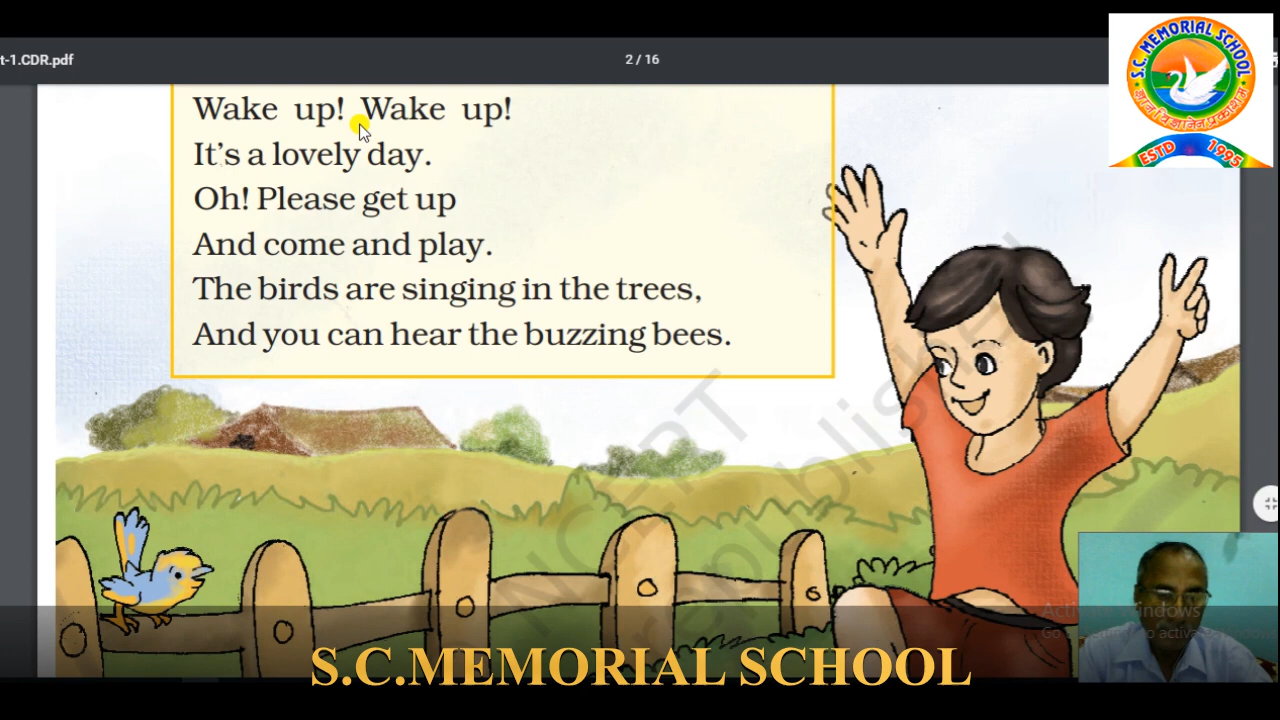 t-1.CDR.pdf
2 / 16
S.C. MEMORIAL SCHOOL
ESTD 1995
Wake up! Wake up!
It's a lovely day.
Oh! Please get up
And come and play.
The birds are singing in the trees,
And you can hear the buzzing bees.
NCERT
S.C.MEMORIAL SCHOOL